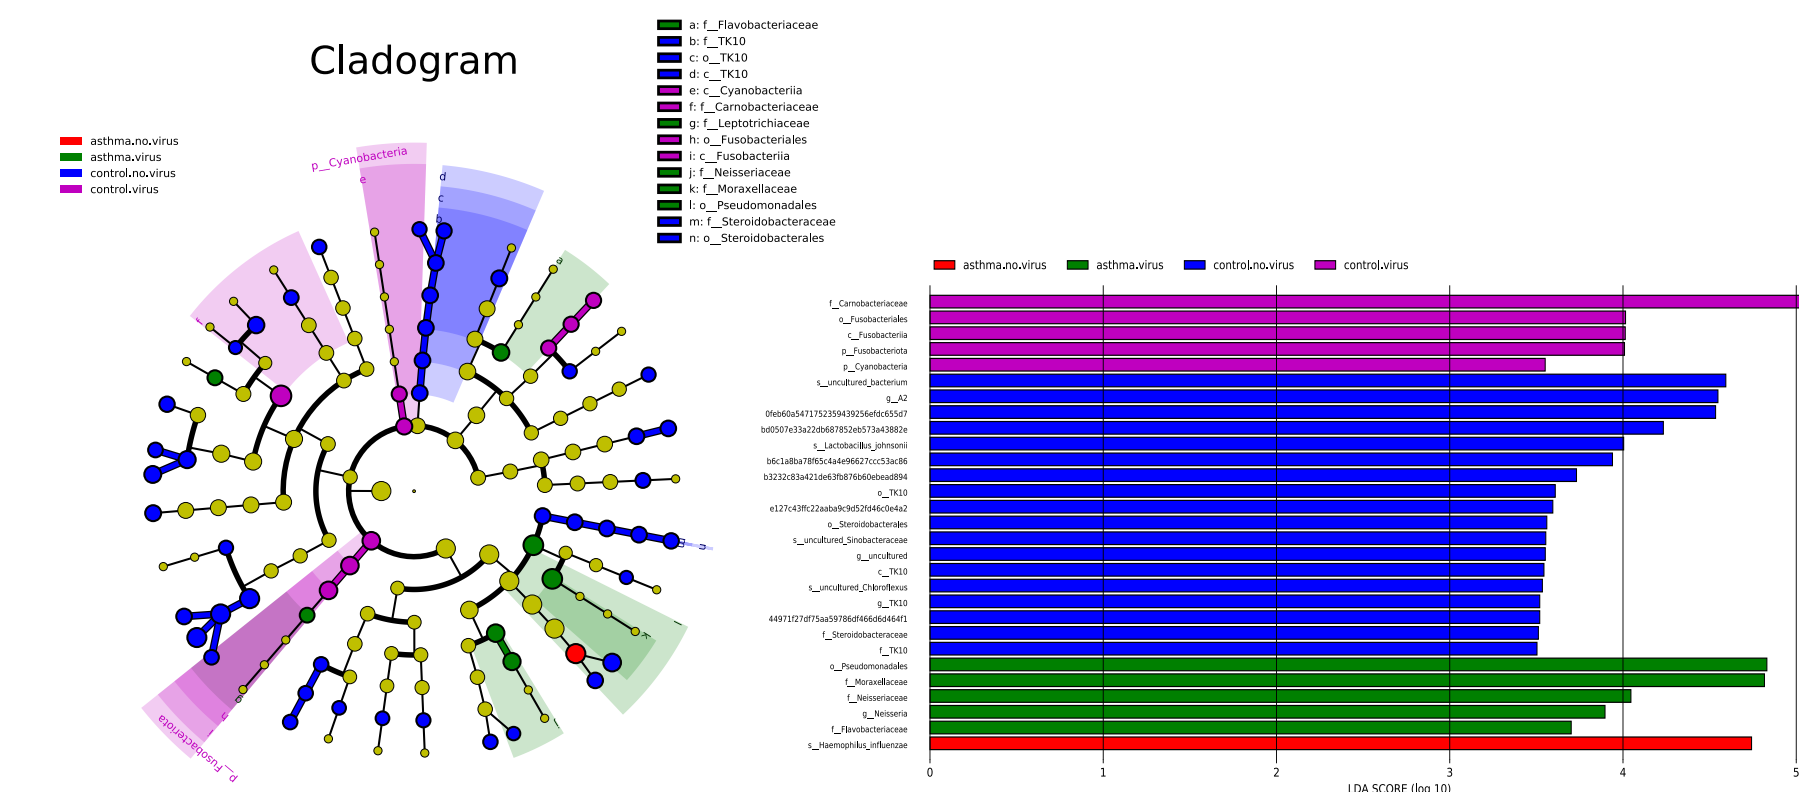 Cladogram
asthma.no.virus
asthma.virus
control.no.virus
control.virus
a: f__Flavobacteriaceae
b: f__TK10
c: o__TK10
d: c__TK10
e: c__Cyanobacteriia
f: f__Carnobacteriaceae
g: f__Leptotrichiaceae
h: o__Fusobacteriales
i: c__Fusobacteriia
j: f__Neisseriaceae
k: f__Moraxellaceae
l: o__Pseudomonadales
m: f__Steroidobacteraceae
n: o__Steroidobacterales
p__Cyanobacteria
e
d
c
b
a
f
n
m
l
k
j
g
h
i
p__Fusobacteriota
asthma.no.virus asthma.virus control.no.virus control.virus
f__Carnobacteriaceae
o__Fusobacteriales
c__Fusobacteriia
p__Fusobacteriota
p__Cyanobacteria
s__uncultured_bacterium
g__A2
0feb60a5471752359439256efdc655d7
bd0507e33a22db687852eb573a43882e
s__Lactobacillus_johnsonii
b6c1a8ba78f65c4a4e96627ccc53ac86
b3232c83a421de63fb876b60ebead894
o__TK10
e127c43ffc22aaba9c9d52fd46c0e4a2
o__Steroidobacterales
s__uncultured_Sinobacteraceae
g__uncultured
c__TK10
s__uncultured_Chloroflexus
g__TK10
44971f27df75aa59786df466d6d464f1
f__Steroidobacteraceae
f__TK10
o__Pseudomonadales
f__Moraxellaceae
f__Neisseriaceae
g__Neisseria
f__Flavobacteriaceae
s__Haemophilus_influenzae
0 1 2 3 4 5
LDA SCORE (log 10)